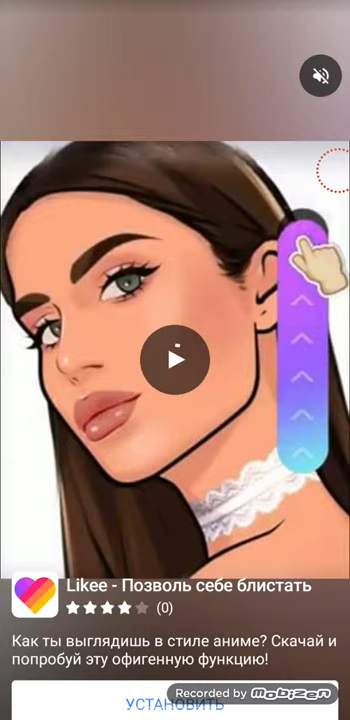 Likee - Позволь себе блистать
(0)
Как ты выглядишь в стиле аниме? Скачай и
попробуй эту офигенную функцию!
УСТАНОВИТЬ
Recorded by mobizen